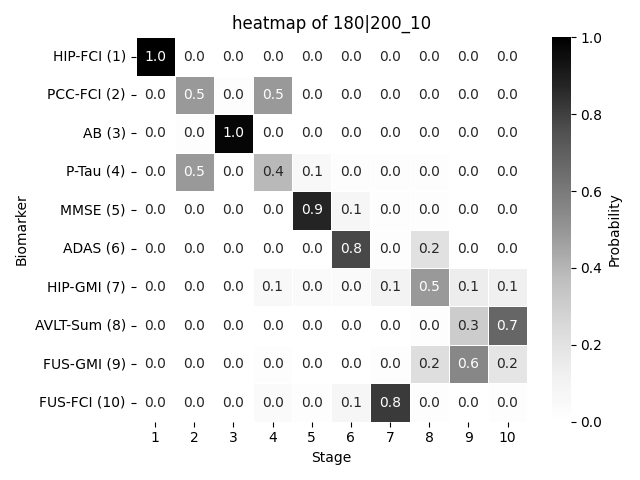 heatmap of 180|200_10
HIP-FCI (1) 1.0 0.0 0.0 0.0 0.0 0.0 0.0 0.0 0.0 0.0
PCC-FCI (2) 0.0 0.5 0.0 0.5 0.0 0.0 0.0 0.0 0.0 0.0
AB (3) 0.0 0.0 1.0 0.0 0.0 0.0 0.0 0.0 0.0 0.0
P-Tau (4) 0.0 0.5 0.0 0.4 0.1 0.0 0.0 0.0 0.0 0.0
MMSE (5) 0.0 0.0 0.0 0.0 0.9 0.1 0.0 0.0 0.0 0.0
ADAS (6) 0.0 0.0 0.0 0.0 0.0 0.8 0.0 0.2 0.0 0.0
HIP-GMI (7) 0.0 0.0 0.0 0.1 0.0 0.0 0.1 0.5 0.1 0.1
AVLT-Sum (8) 0.0 0.0 0.0 0.0 0.0 0.0 0.0 0.0 0.3 0.7
FUS-GMI (9) 0.0 0.0 0.0 0.0 0.0 0.0 0.0 0.2 0.6 0.2
FUS-FCI (10) 0.0 0.0 0.0 0.0 0.0 0.1 0.8 0.0 0.0 0.0
1 2 3 4 5 6 7 8 9 10
Stage
Biomarker
1.0
0.8
0.6
0.4
0.2
0.0
Probability